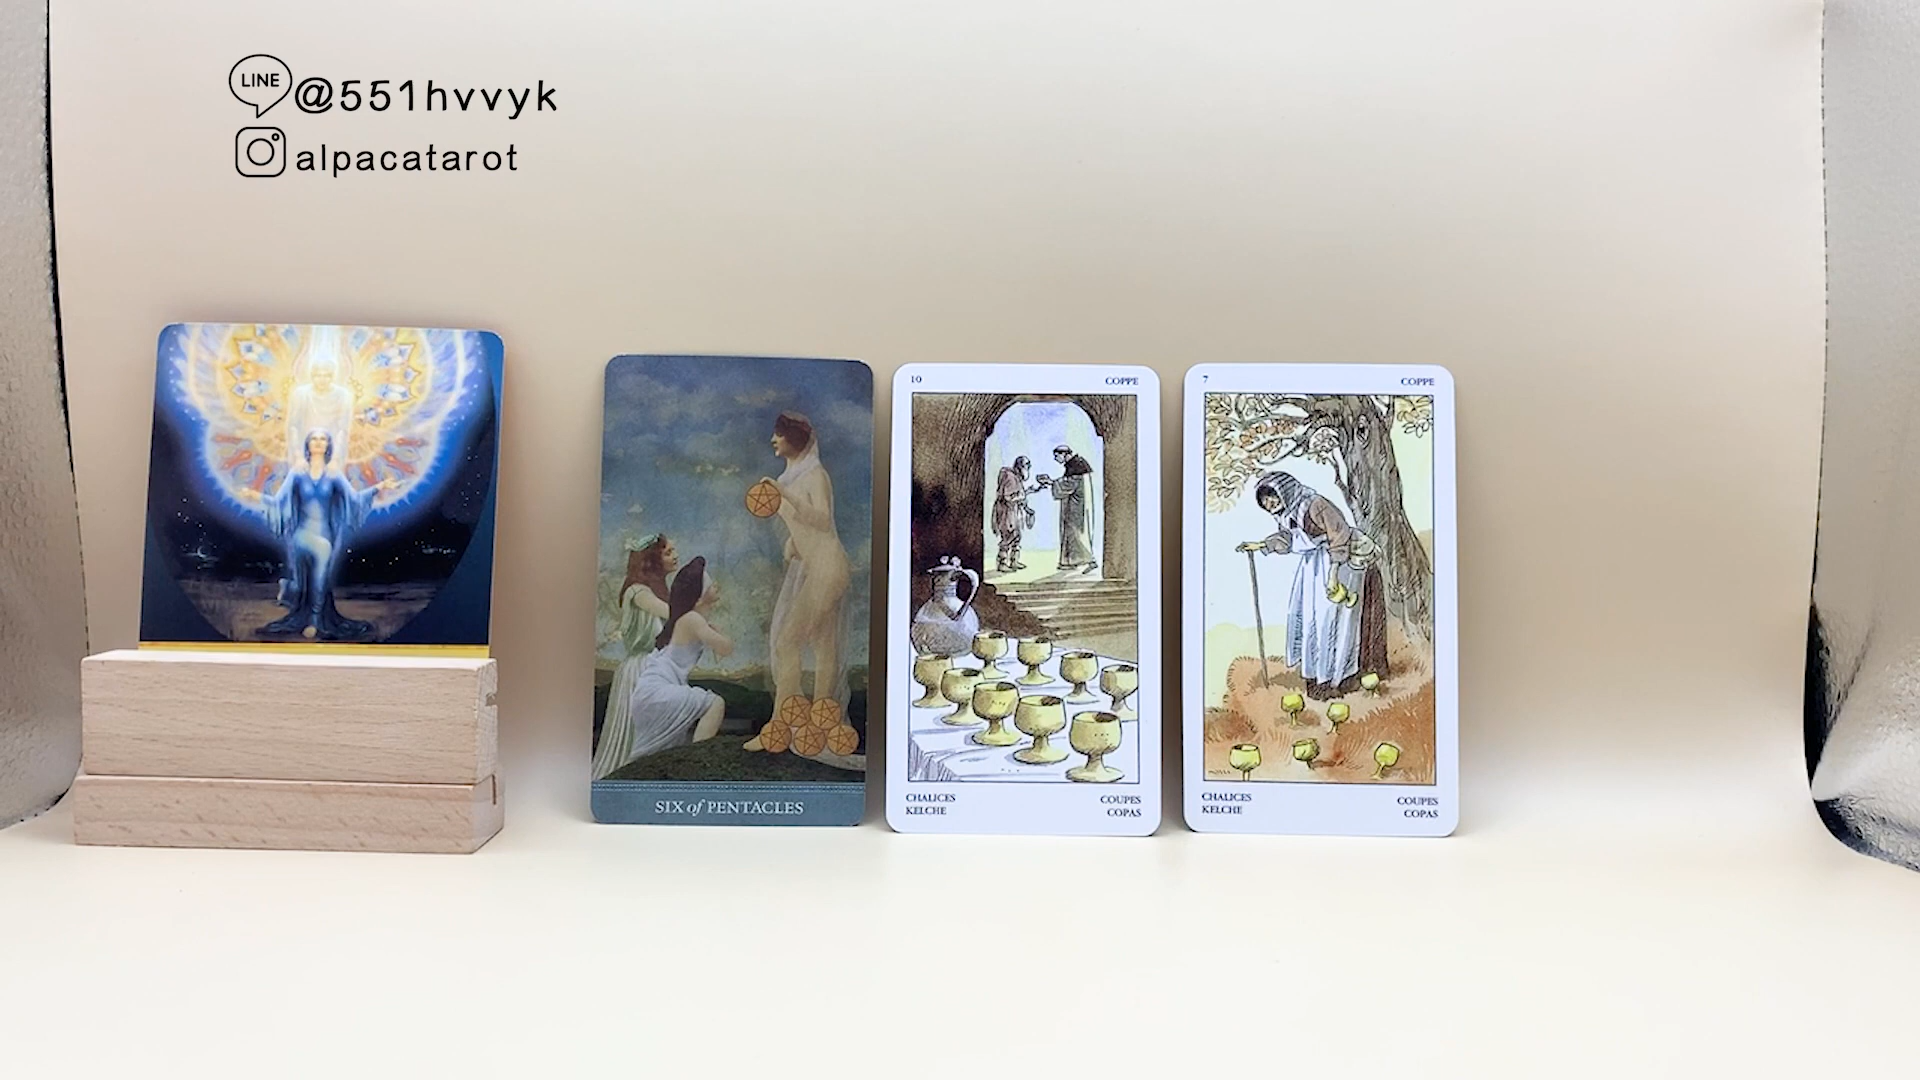 LINE @551hvvyk
alpacatarot
SIX of PENTACLES
10 COPPE
CHALICES COUPES
KELCHE COPAS
7 COPPE
CHALICES COUPES
KELCHE COPAS